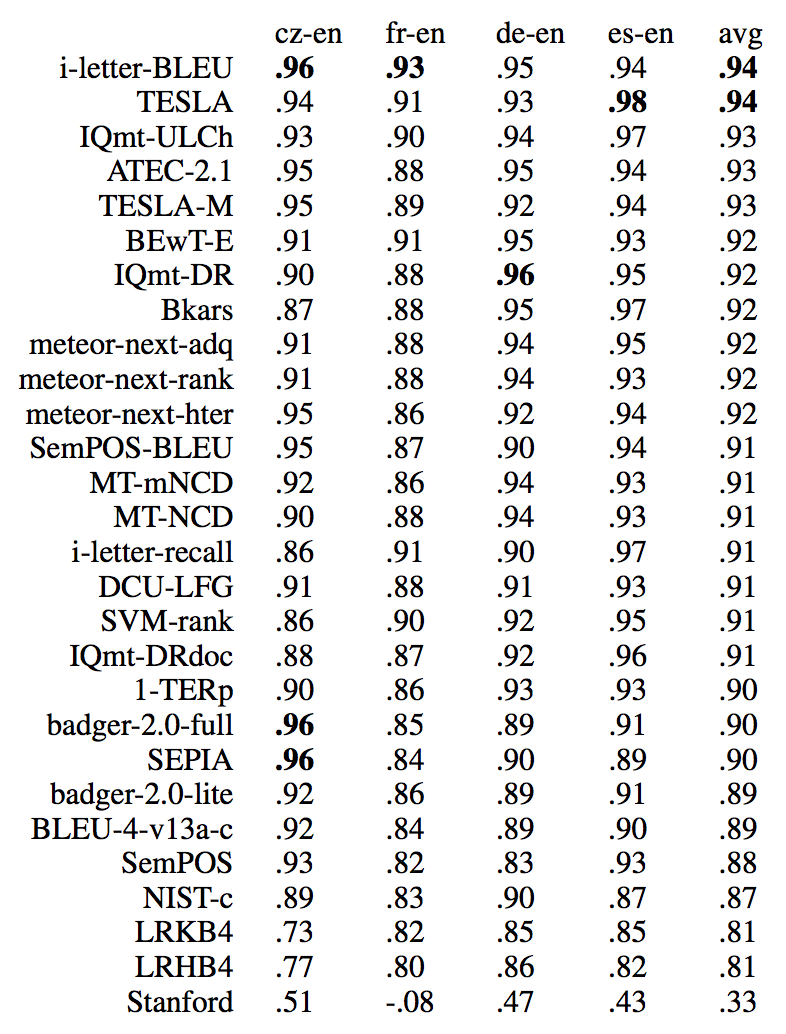 cz-en fr-en de-en es-en avg
i-letter-BLEU .96 .93 .95 .94 .94
TESLA .94 .91 .93 .98 .94
IQmt-ULCh .93 .90 .94 .97 .93
ATEC-2.1 .95 .88 .95 .94 .93
TESLA-M .95 .89 .92 .94 .93
BEwT-E .91 .91 .95 .93 .92
IQmt-DR .90 .88 .96 .95 .92
Bkars .87 .88 .95 .97 .92
meteor-next-adq .91 .88 .94 .95 .92
meteor-next-rank .91 .88 .94 .93 .92
meteor-next-hter .95 .86 .92 .94 .92
SemPOS-BLEU .95 .87 .90 .94 .91
MT-mNCD .92 .86 .94 .93 .91
MT-NCD .90 .88 .94 .93 .91
i-letter-recall .86 .91 .90 .97 .91
DCU-LFG .91 .88 .91 .93 .91
SVM-rank .86 .90 .92 .95 .91
IQmt-DRdoc .88 .87 .92 .96 .91
1-TERp .90 .86 .93 .93 .90
badger-2.0-full .96 .85 .89 .91 .90
SEPIA .96 .84 .90 .89 .90
badger-2.0-lite .92 .86 .89 .91 .89
BLEU-4-v13a-c .92 .84 .89 .90 .89
SemPOS .93 .82 .83 .93 .88
NIST-c .89 .83 .90 .87 .87
LRKB4 .73 .82 .85 .85 .81
LRHB4 .77 .80 .86 .82 .81
Stanford .51 -.08 .47 .43 .33